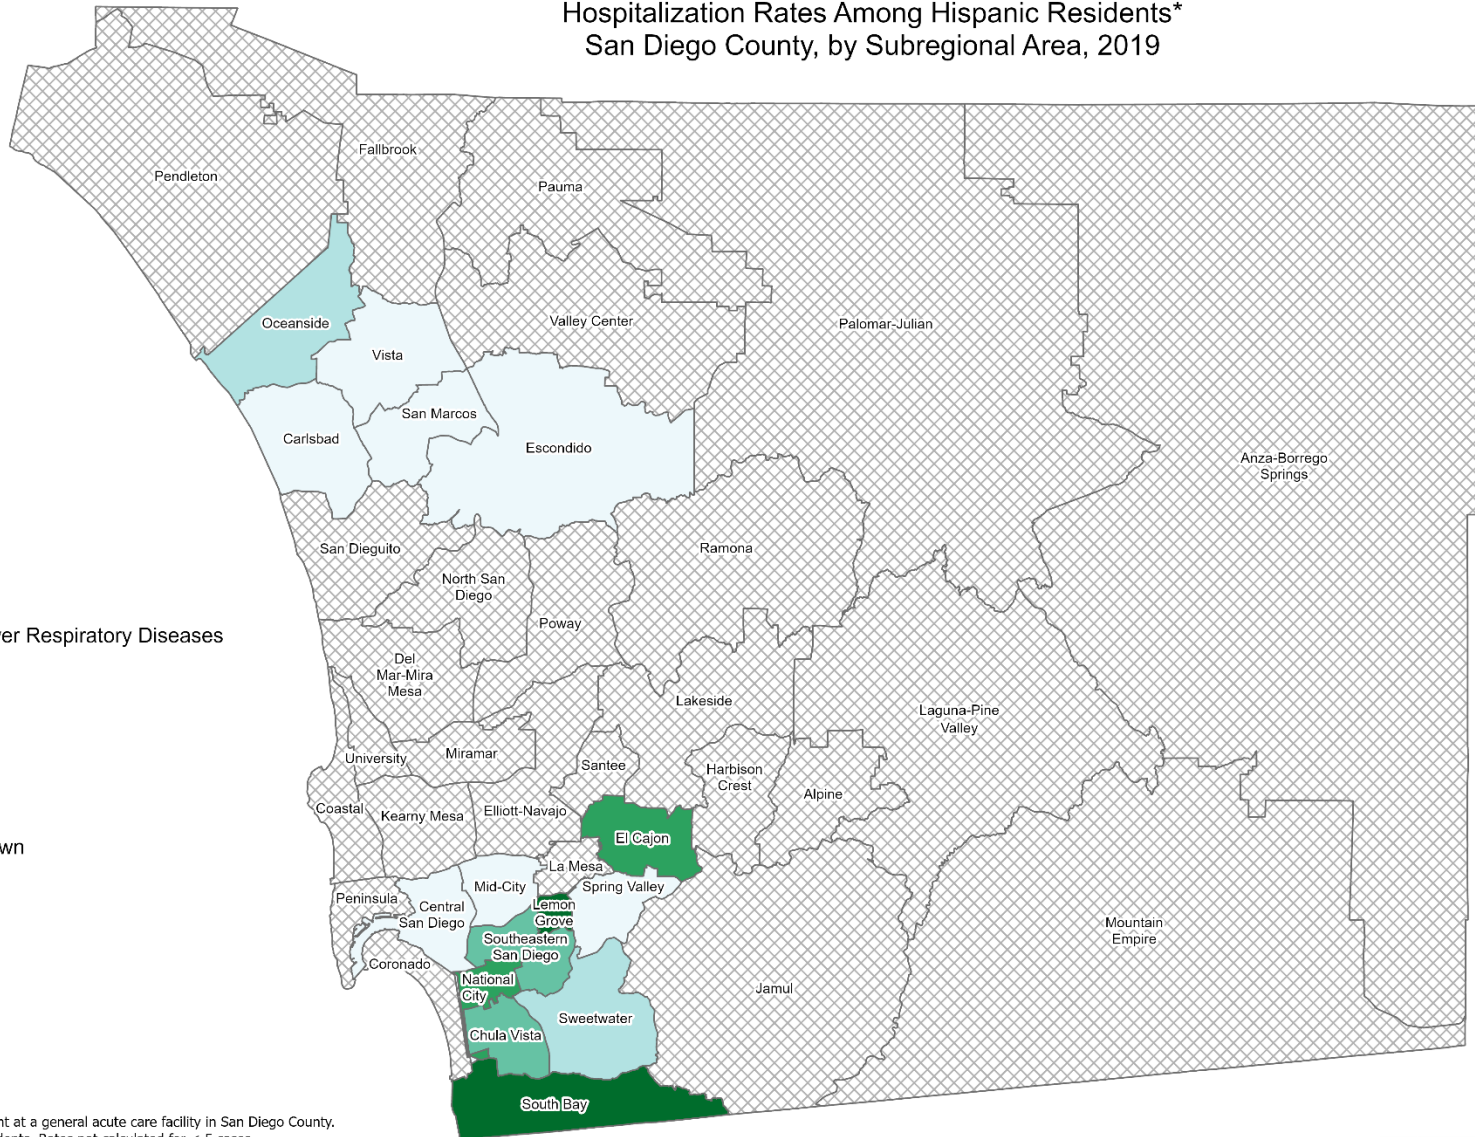 Hospitalization Rates Among Hispanic Residents*
San Diego County, by Subregional Area, 2019
Fallbrook
Pendleton
Pauma
Oceanside
Valley Center
Palomar-Julian
Vista
San Marcos
Carlsbad
Escondido
Anza-Borrego
Springs
San Dieguito
Ramona
North San
Diego
Poway
er Respiratory Diseases
Del
Mar-Mira
Mesa
Lakeside
Laguna-Pine
Valley
University
Miramar
Santee
Harbison
Crest
Alpine
Coastal
Kearny Mesa
Elliott-Navajo
El Cajon
wn
La Mesa
Peninsula
Mid-City
Spring Valley
Central
San Diego
Lemon
Grove
Mountain
Empire
Southeastern
San Diego
Coronado
National
City
Jamul
Sweetwater
Chula Vista
South Bay
nt at a general acute care facility in San Diego County.